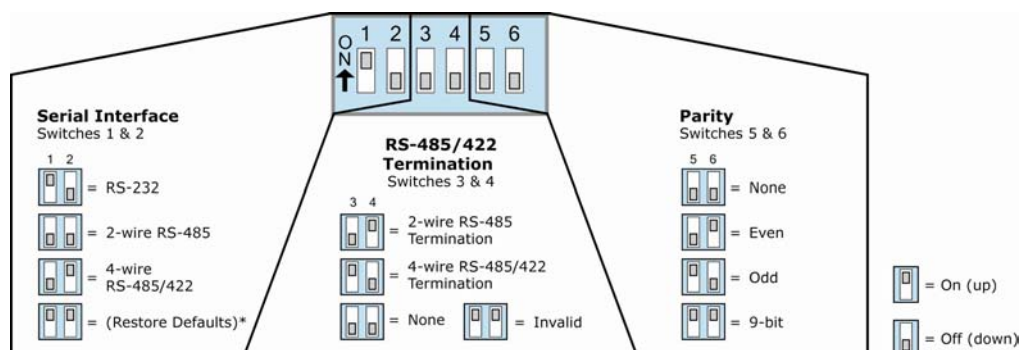 O
N
1 2 3 4 5 6
Serial Interface
Switches 1 & 2
1 2
= RS-232
= 2-wire RS-485
= 4-wire
RS-485/422
= (Restore Defaults)*
RS-485/422
Termination
Switches 3 & 4
3 4
= 2-wire RS-485
Termination
= 4-wire RS-485/422
Termination
= None
= Invalid
Parity
Switches 5 & 6
5 6
= None
= Even
= Odd
= 9-bit
= On (up)
= Off (down)